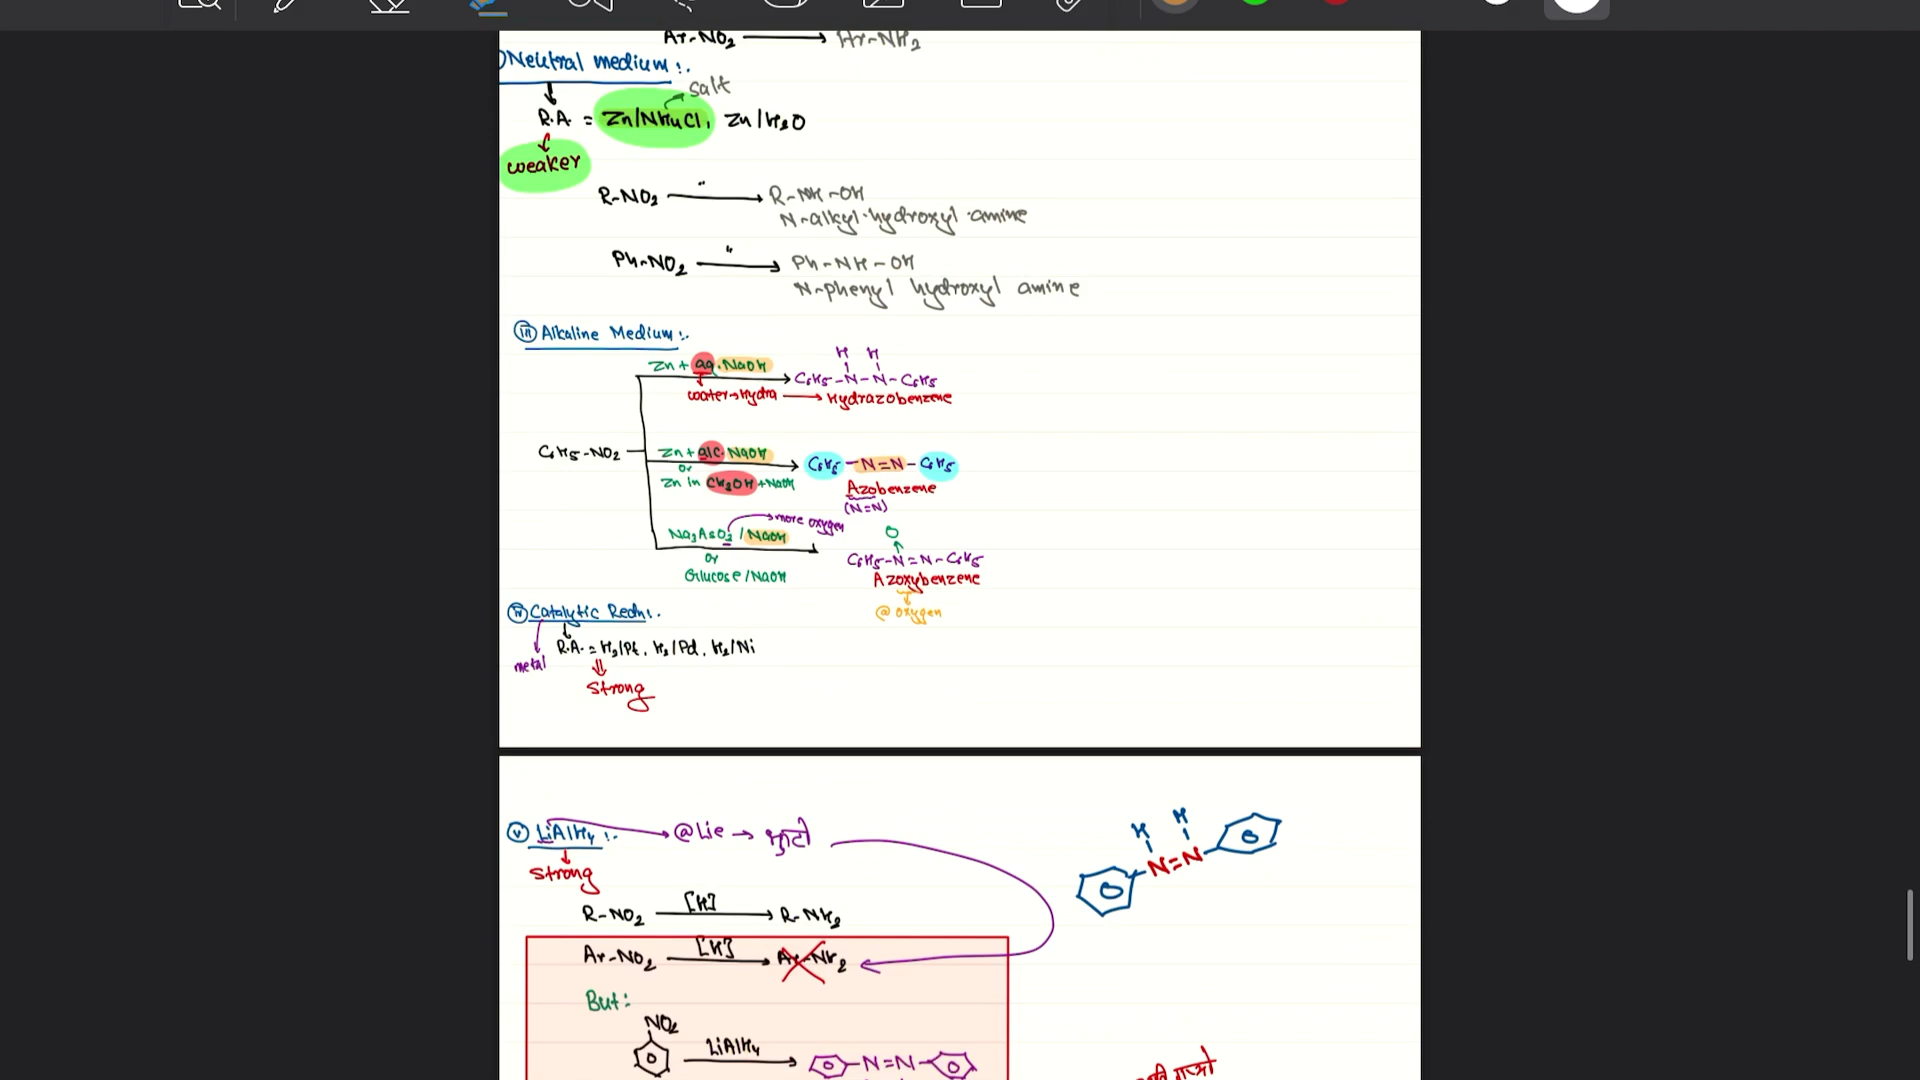 Ar-NO₂ ⟶ Ar-NH₂
)Neutral medium:.
salt
R.A. = Zn/NH₄Cl, Zn/H₂O
weaker
R-NO₂ ⟶ R-NH-OH
N-alkyl.hydroxyl.amine
Ph-NO₂ ⟶ Ph-NH-OH
N-phenyl hydroxyl amine
(iii) Alkaline Medium:.
H H
Zn + aq.NaOH ⟶ C₆H₅-N-N-C₆H₅
water→Hydra ⟶ Hydrazobenzene
C₆H₅-NO₂
Zn + alc.NaOH ⟶ C₆H₅-N=N-C₆H₅
or
Zn in CH₃OH+NaOH
Azobenzene
(N=N)
more oxygen
Na₃AsO₃ / NaOH
O
C₆H₅-N=N-C₆H₅
or
Glucose/NaOH
Azoxybenzene
@ oxygen
(iv) Catalytic Redn:.
R.A. = H₂/Pt, H₂/Pd, H₂/Ni
metal
Strong
(v) LiAlH₄:. → @Lie →
Strong
H H
N=N
R-NO₂ [H]⟶ R-NH₂
Ar-NO₂ [H]⟶ Ar-NH₂
But:
NO₂
LiAlH₄ ⟶ N=N